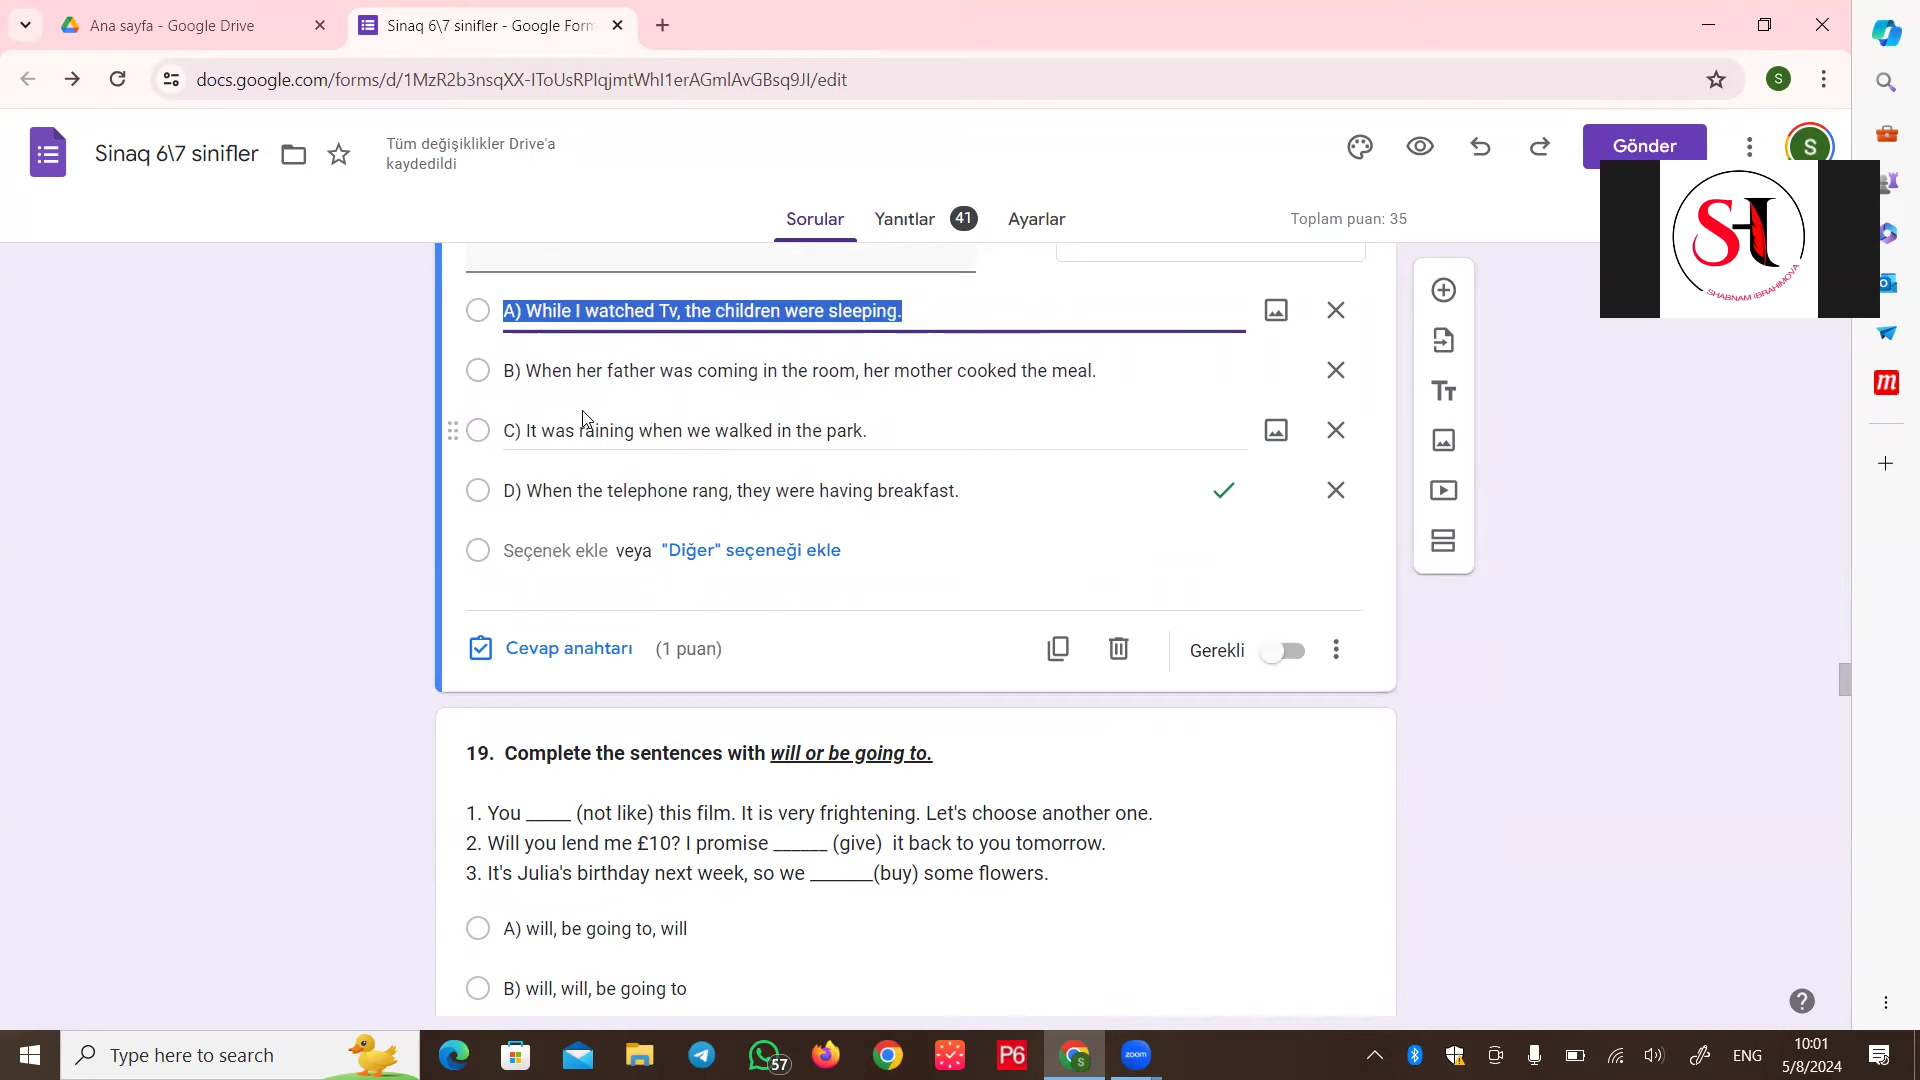 Ana sayfa - Google Drive
Sinaq 6\7 sinifler - Google Form
docs.google.com/forms/d/1MzR2b3nsqXX-IToUsRPIqjmtWhI1erAGmlAvGBsq9JI/edit
S
Sinaq 6\7 sinifler
Tüm değişiklikler Drive'a
kaydedildi
Gönder
S
Sorular
Yanıtlar 41
Ayarlar
Toplam puan: 35
SHI
SHABNAM IBRAHIMOVA
A) While I watched Tv, the children were sleeping.
B) When her father was coming in the room, her mother cooked the meal.
C) It was raining when we walked in the park.
D) When the telephone rang, they were having breakfast.
Seçenek ekle veya "Diğer" seçeneği ekle
Cevap anahtarı (1 puan)
Gerekli
19. Complete the sentences with will or be going to.
1. You _____ (not like) this film. It is very frightening. Let's choose another one.
2. Will you lend me £10? I promise ______ (give) it back to you tomorrow.
3. It's Julia's birthday next week, so we _______(buy) some flowers.
A) will, be going to, will
B) will, will, be going to
Type here to search
57
P6
S
zoom
ENG
10:01
5/8/2024